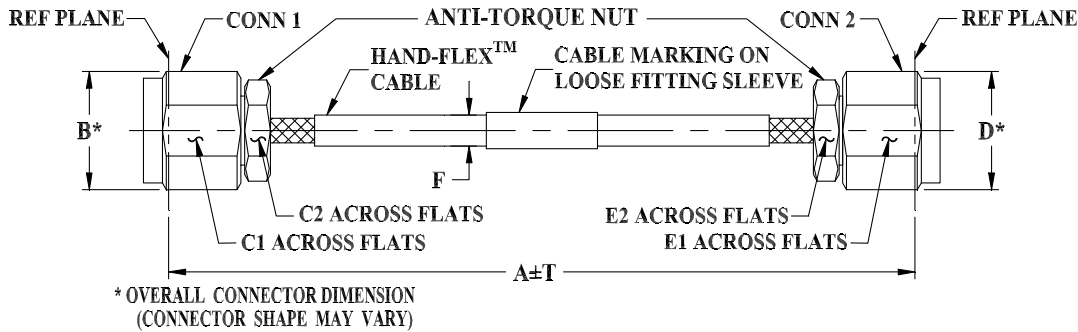 REF PLANE
CONN 1
ANTI-TORQUE NUT
CONN 2
REF PLANE
HAND-FLEX™
CABLE
CABLE MARKING ON
LOOSE FITTING SLEEVE
B*
D*
F
C2 ACROSS FLATS
E2 ACROSS FLATS
C1 ACROSS FLATS
E1 ACROSS FLATS
A±T
* OVERALL CONNECTOR DIMENSION
(CONNECTOR SHAPE MAY VARY)